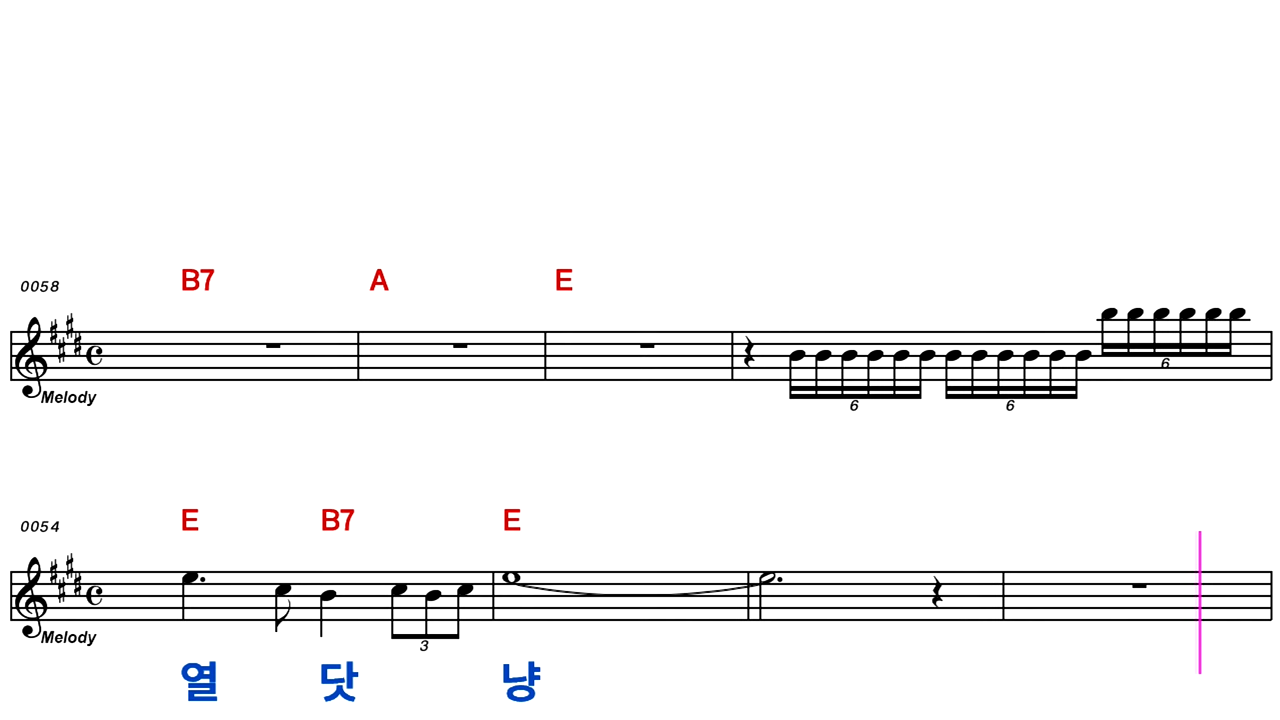 B7 A E
0058
Melody
6 6 6
E B7 E
0054
Melody
3
열 닷 냥